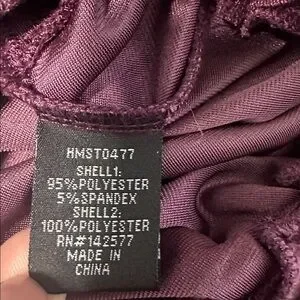 HMST0477
SHELL1:
95%POLYESTER
5%SPANDEX
SHELL2:
100%POLYESTER
RN#142577
MADE IN
CHINA